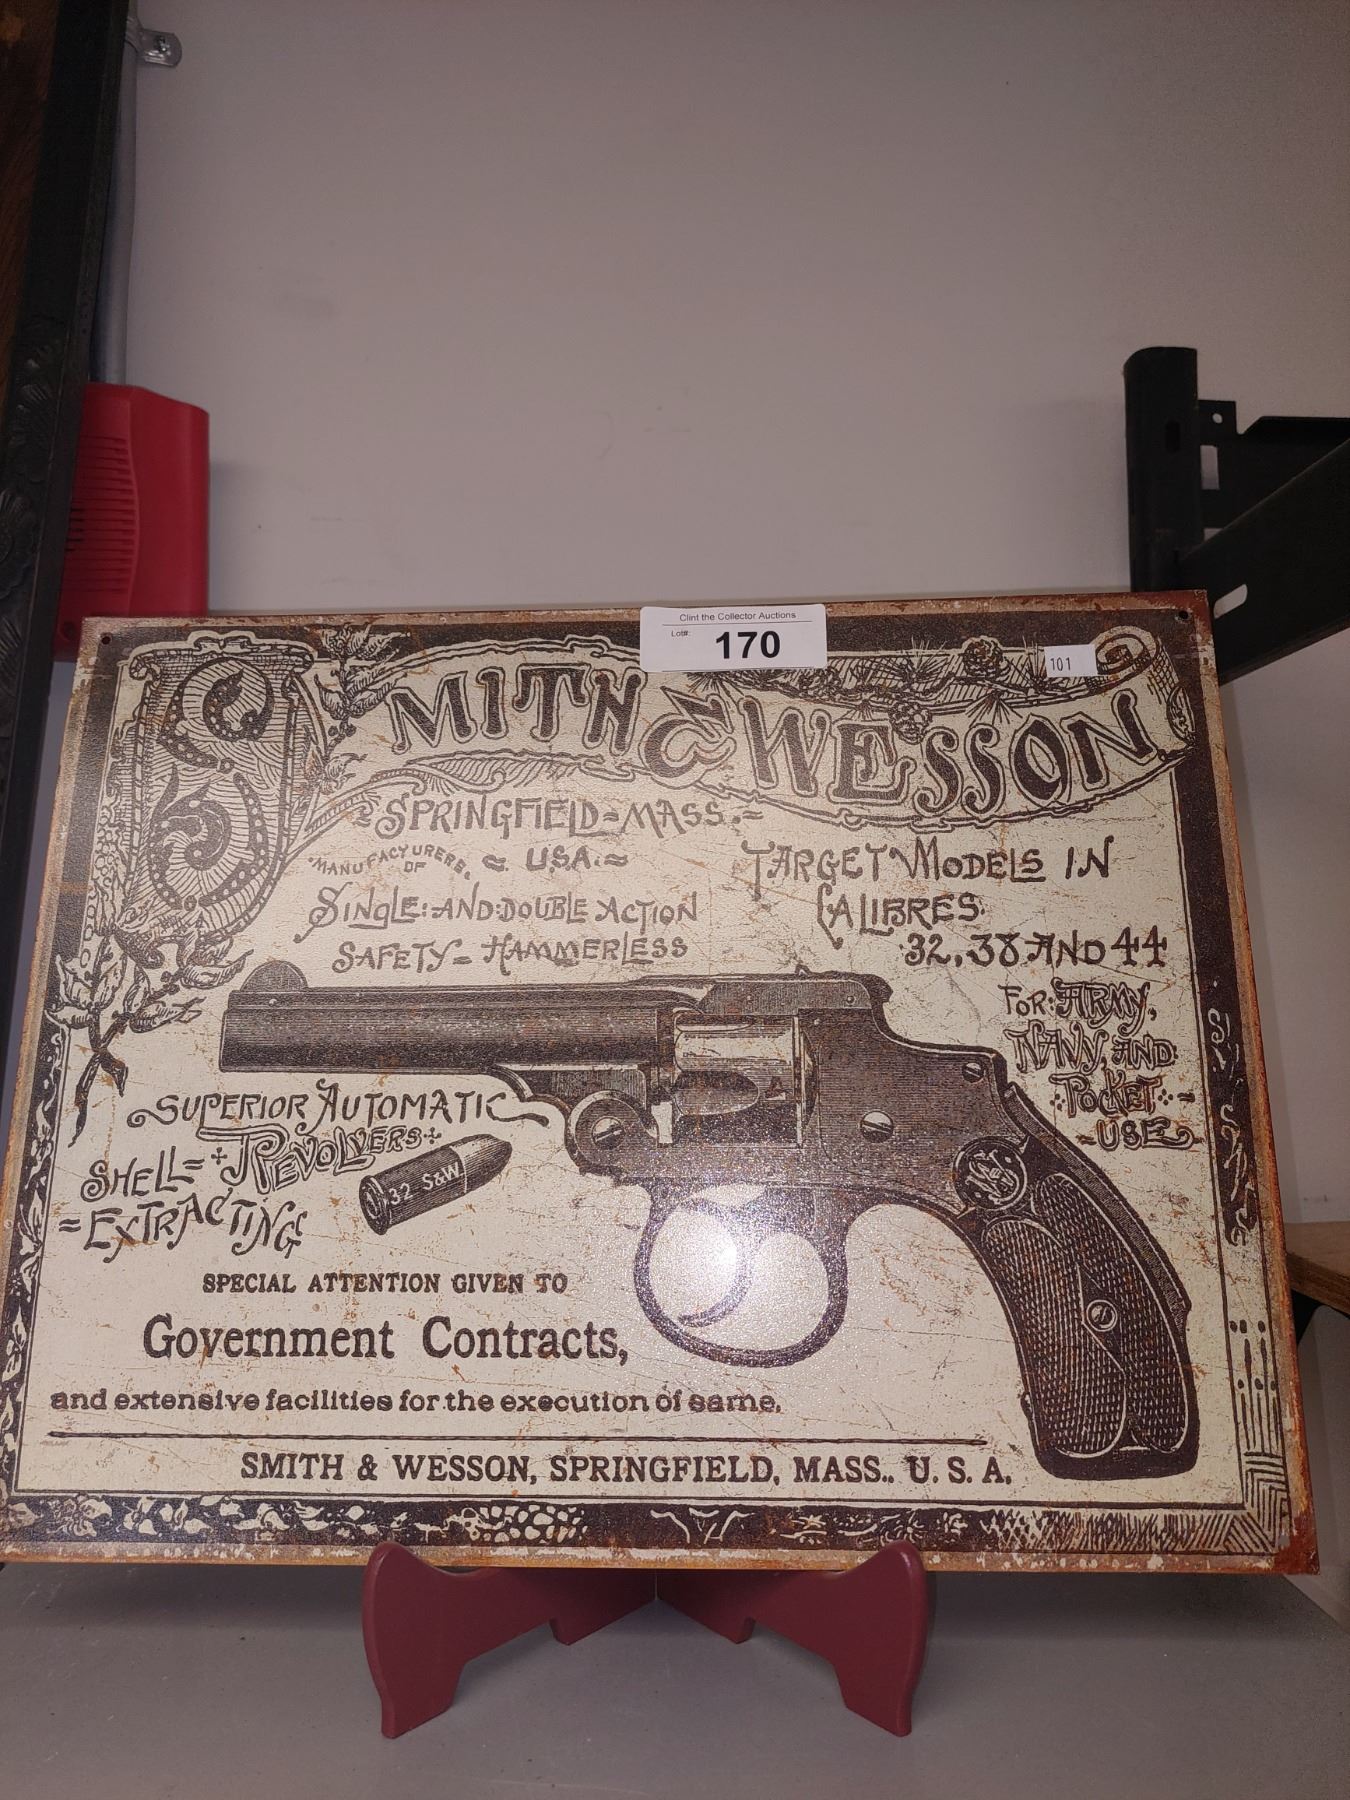 Clint the Collector Auctions
Lot#: 170
101
SMITH & WESSON
SPRINGFIELD=MASS.=
MANUFACYURERS, OF
U.S.A.
SINGLE:AND:DOUBLE ACTION
SAFETY=HAMMERLESS
TARGET MODELS IN
CALIBRES
.32,.38 AND 44
FOR:ARMY,
NAVY, AND
POCKET
USE
SUPERIOR AUTOMATIC
SHELL= REVOLVERS
=EXTRACTING
32 S&W
SPECIAL ATTENTION GIVEN TO
Government Contracts,
and extensive facilities for the execution of same.
SMITH & WESSON, SPRINGFIELD, MASS., U. S. A.